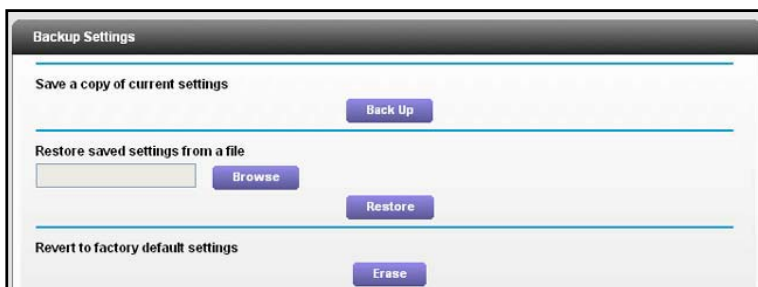 Backup Settings
Save a copy of current settings
Back Up
Restore saved settings from a file
Browse
Restore
Revert to factory default settings
Erase